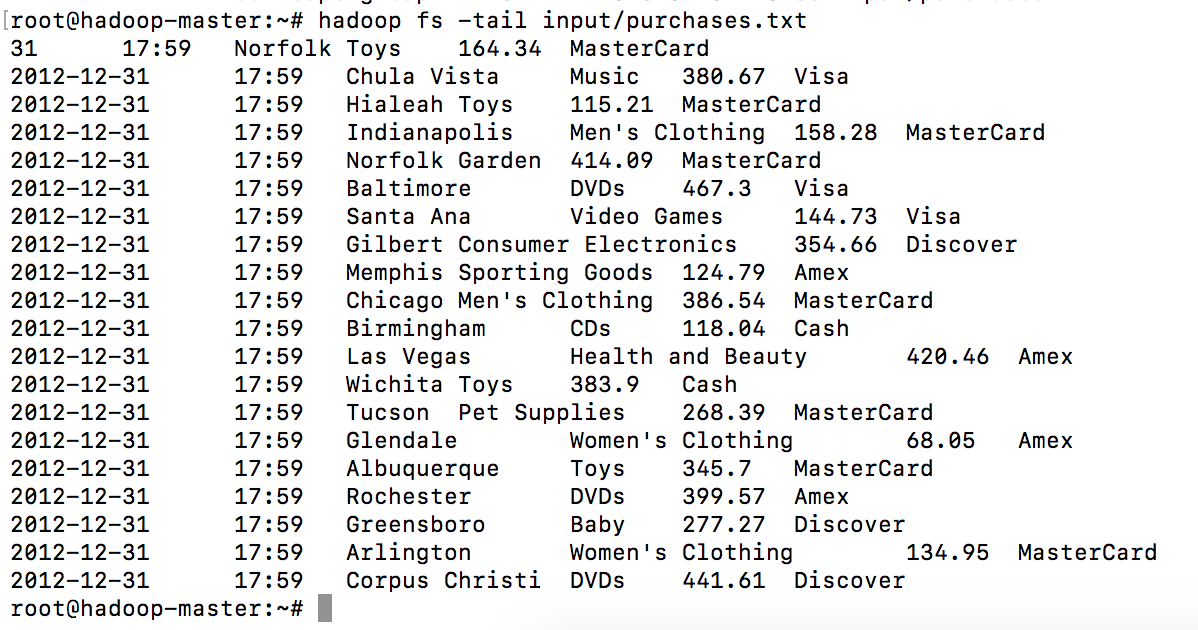 root@hadoop-master:~# hadoop fs -tail input/purchases.txt
31	17:59	Norfolk	Toys	164.34	MasterCard
2012-12-31	17:59	Chula Vista	Music	380.67	Visa
2012-12-31	17:59	Hialeah	Toys	115.21	MasterCard
2012-12-31	17:59	Indianapolis	Men's Clothing	158.28	MasterCard
2012-12-31	17:59	Norfolk	Garden	414.09	MasterCard
2012-12-31	17:59	Baltimore	DVDs	467.3	Visa
2012-12-31	17:59	Santa Ana	Video Games	144.73	Visa
2012-12-31	17:59	Gilbert	Consumer Electronics	354.66	Discover
2012-12-31	17:59	Memphis	Sporting Goods	124.79	Amex
2012-12-31	17:59	Chicago	Men's Clothing	386.54	MasterCard
2012-12-31	17:59	Birmingham	CDs	118.04	Cash
2012-12-31	17:59	Las Vegas	Health and Beauty	420.46	Amex
2012-12-31	17:59	Wichita	Toys	383.9	Cash
2012-12-31	17:59	Tucson	Pet Supplies	268.39	MasterCard
2012-12-31	17:59	Glendale	Women's Clothing	68.05	Amex
2012-12-31	17:59	Albuquerque	Toys	345.7	MasterCard
2012-12-31	17:59	Rochester	DVDs	399.57	Amex
2012-12-31	17:59	Greensboro	Baby	277.27	Discover
2012-12-31	17:59	Arlington	Women's Clothing	134.95	MasterCard
2012-12-31	17:59	Corpus Christi	DVDs	441.61	Discover
root@hadoop-master:~#